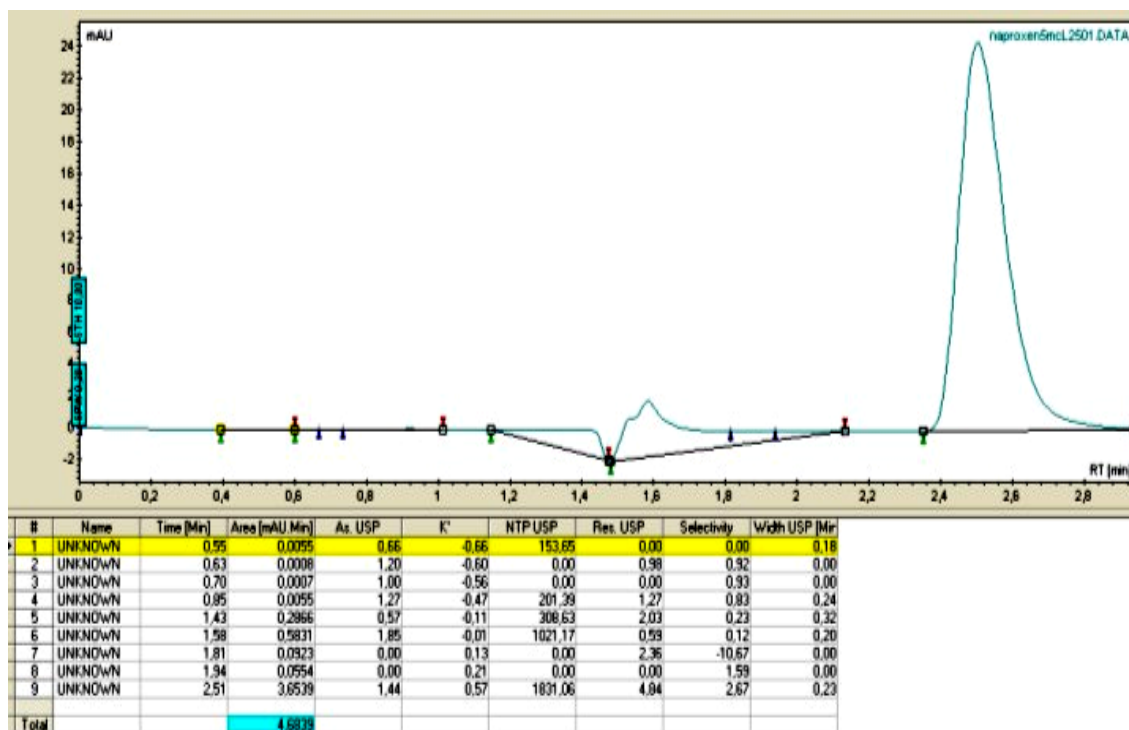 mAU
naproxen5mcL2501.DATA
24
22
20
18
16
14
12
10
8
6
4
2
0
-2
STH 10.00
RT [min]
0 0,2 0,4 0,6 0,8 1 1,2 1,4 1,6 1,8 2 2,2 2,4 2,6 2,8
# Name Time [Min] Area [mAU.Min] As. USP K' NTP USP Res. USP Selectivity Width USP [Min
1 UNKNOWN 0,55 0,0055 0,66 -0,66 153,65 0,00 0,00 0,18
2 UNKNOWN 0,63 0,0008 1,20 -0,60 0,00 0,98 0,92 0,00
3 UNKNOWN 0,70 0,0007 1,00 -0,56 0,00 0,00 0,93 0,00
4 UNKNOWN 0,85 0,0055 1,27 -0,47 201,39 1,27 0,83 0,24
5 UNKNOWN 1,43 0,2866 0,57 -0,11 308,63 2,03 0,23 0,32
6 UNKNOWN 1,58 0,5831 1,85 -0,01 1021,17 0,59 0,12 0,20
7 UNKNOWN 1,81 0,0923 0,00 0,13 0,00 2,36 -10,67 0,00
8 UNKNOWN 1,94 0,0554 0,00 0,21 0,00 0,00 1,59 0,00
9 UNKNOWN 2,51 3,6539 1,44 0,57 1831,06 4,84 2,67 0,23
Total 4.6839